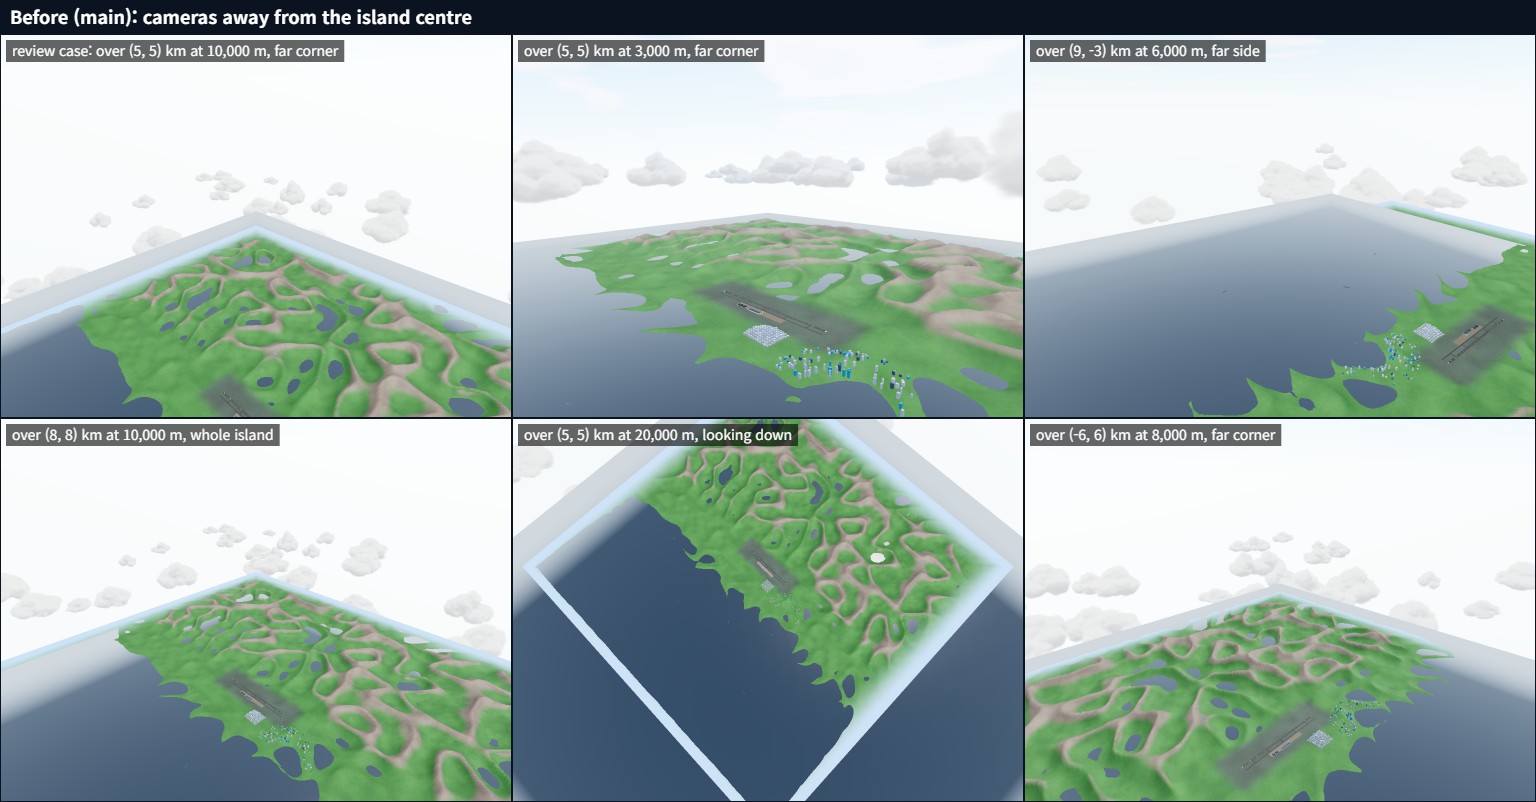 Before (main): cameras away from the island centre
review case: over (5, 5) km at 10,000 m, far corner
over (5, 5) km at 3,000 m, far corner
over (9, -3) km at 6,000 m, far side
over (8, 8) km at 10,000 m, whole island
over (5, 5) km at 20,000 m, looking down
over (-6, 6) km at 8,000 m, far corner